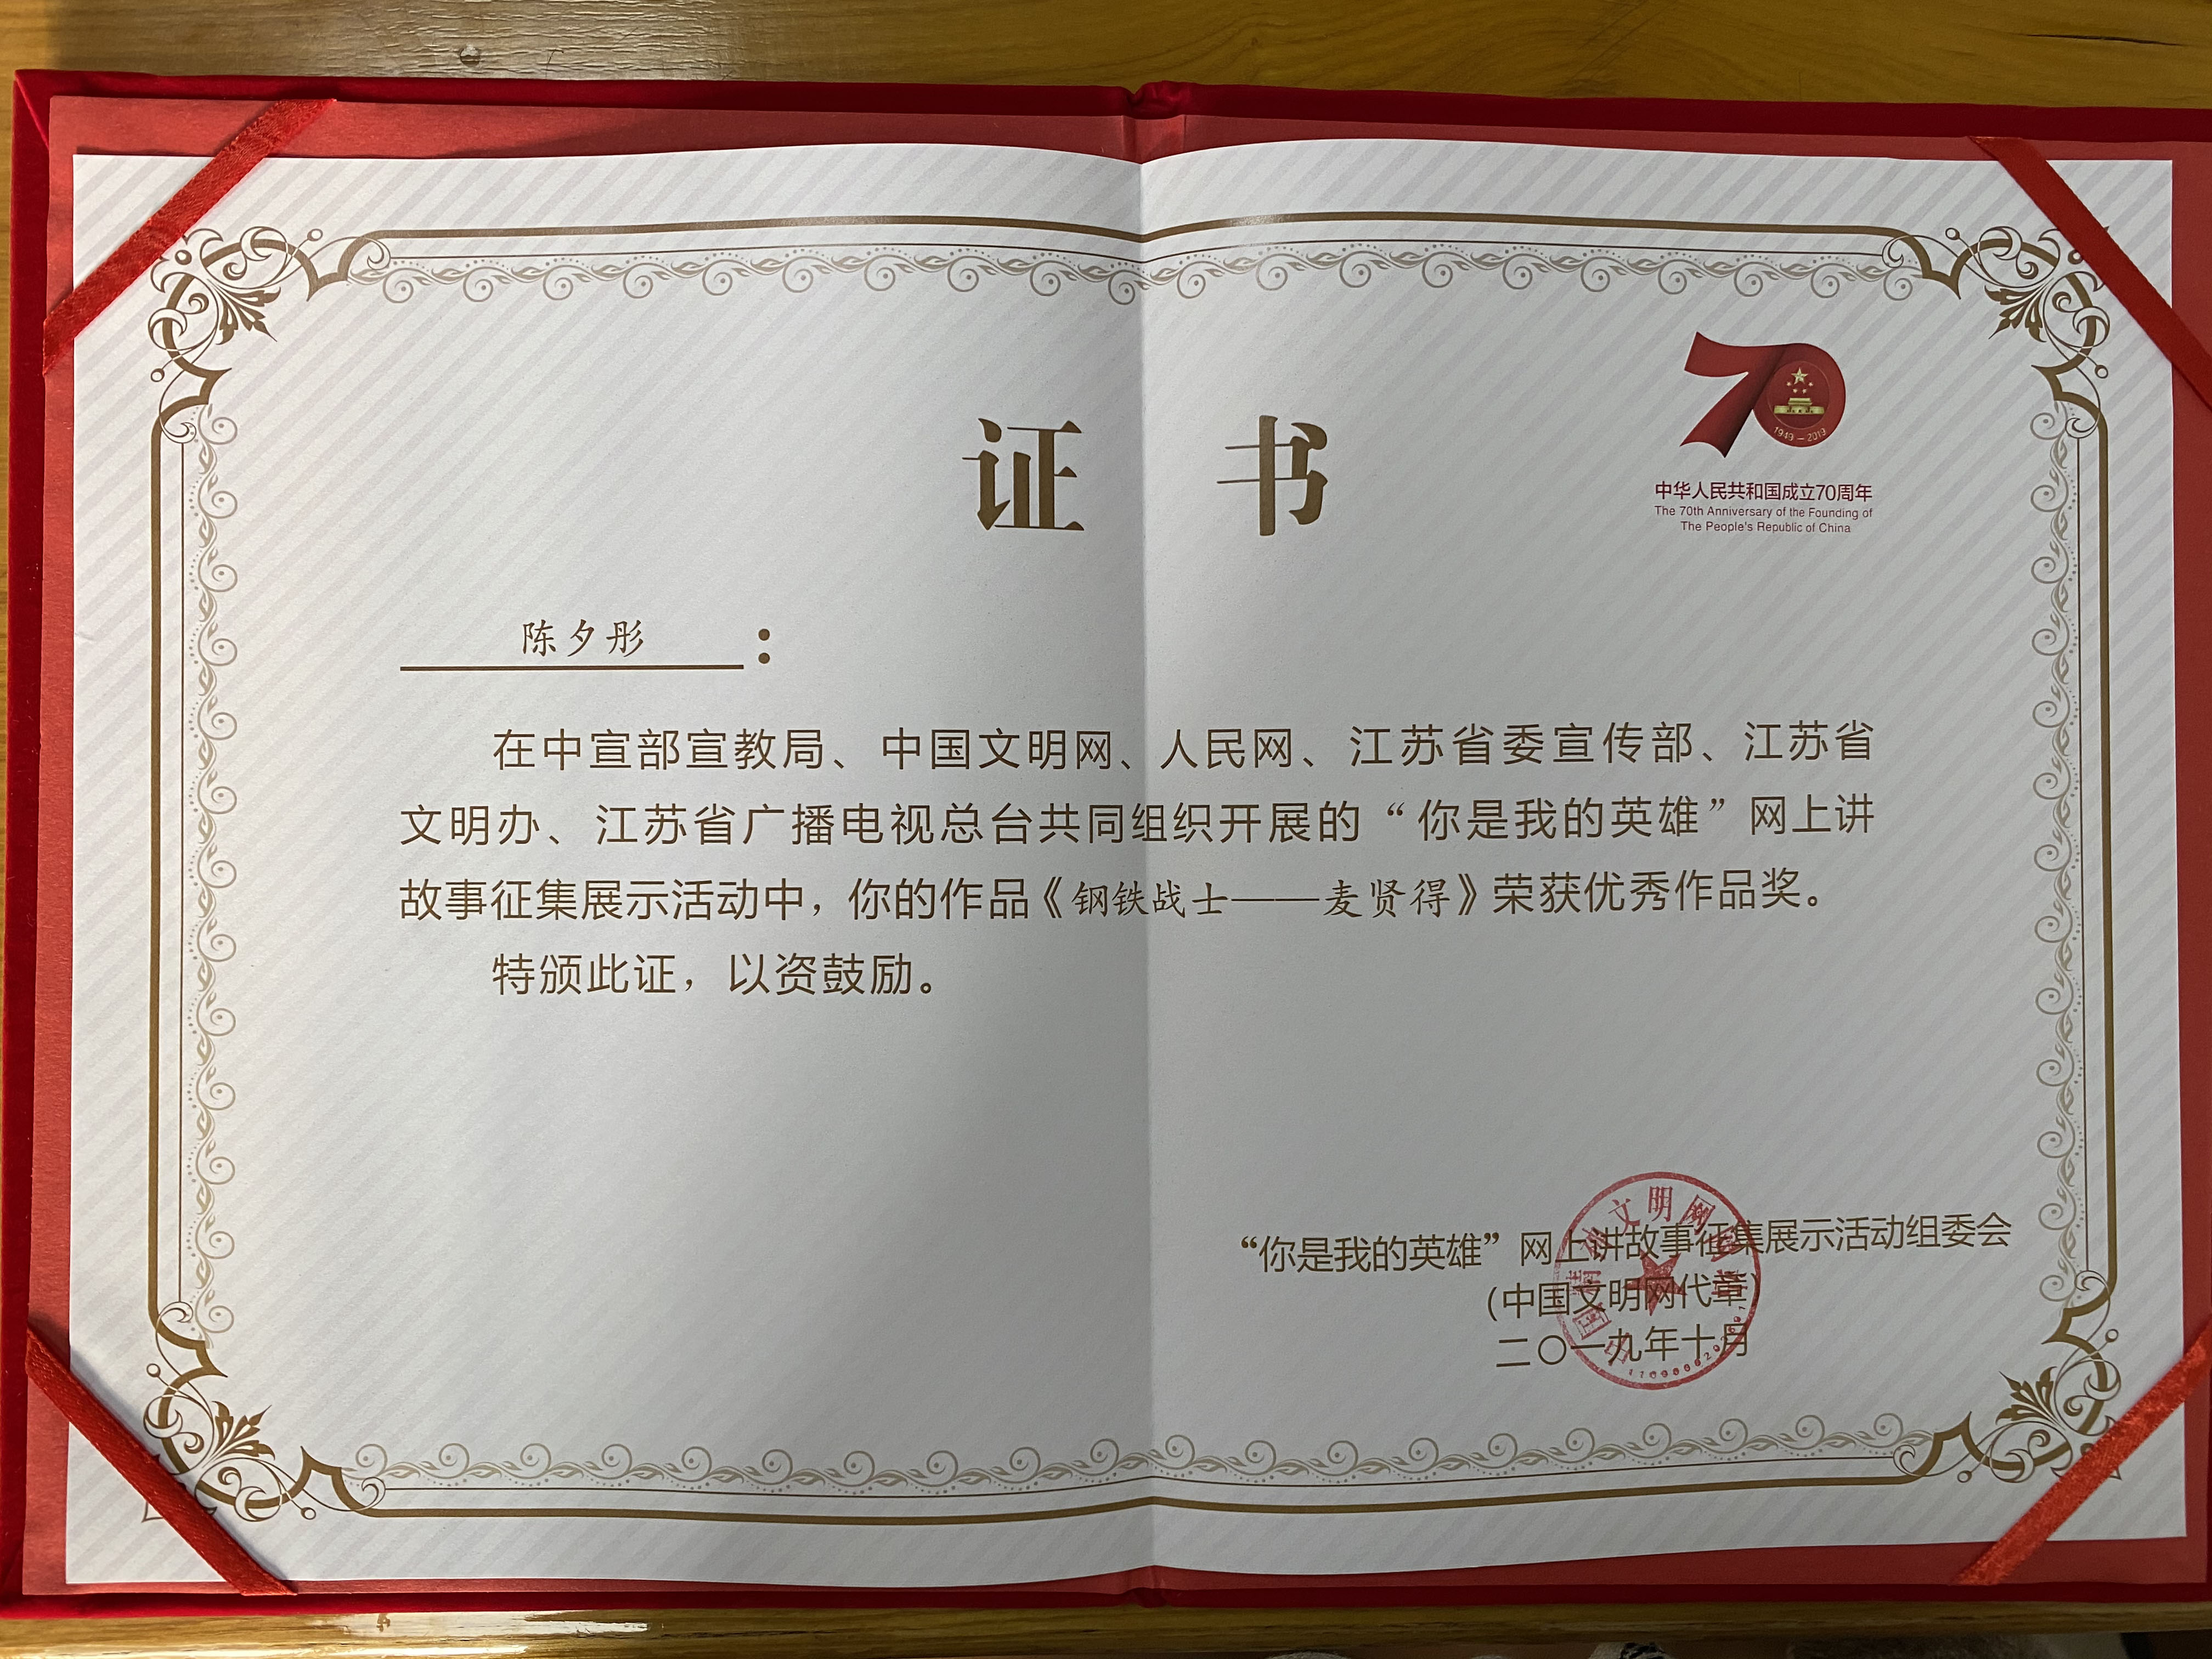 证 书
1949－2019
中华人民共和国成立70周年
The 70th Anniversary of the Founding of
The People's Republic of China
陈夕彤：
在中宣部宣教局、中国文明网、人民网、江苏省委宣传部、江苏省
文明办、江苏省广播电视总台共同组织开展的“你是我的英雄”网上讲
故事征集展示活动中，你的作品《钢铁战士——麦贤得》荣获优秀作品奖。
特颁此证，以资鼓励。
“你是我的英雄”网上讲故事征集展示活动组委会
(中国文明网代章)
二〇一九年十月